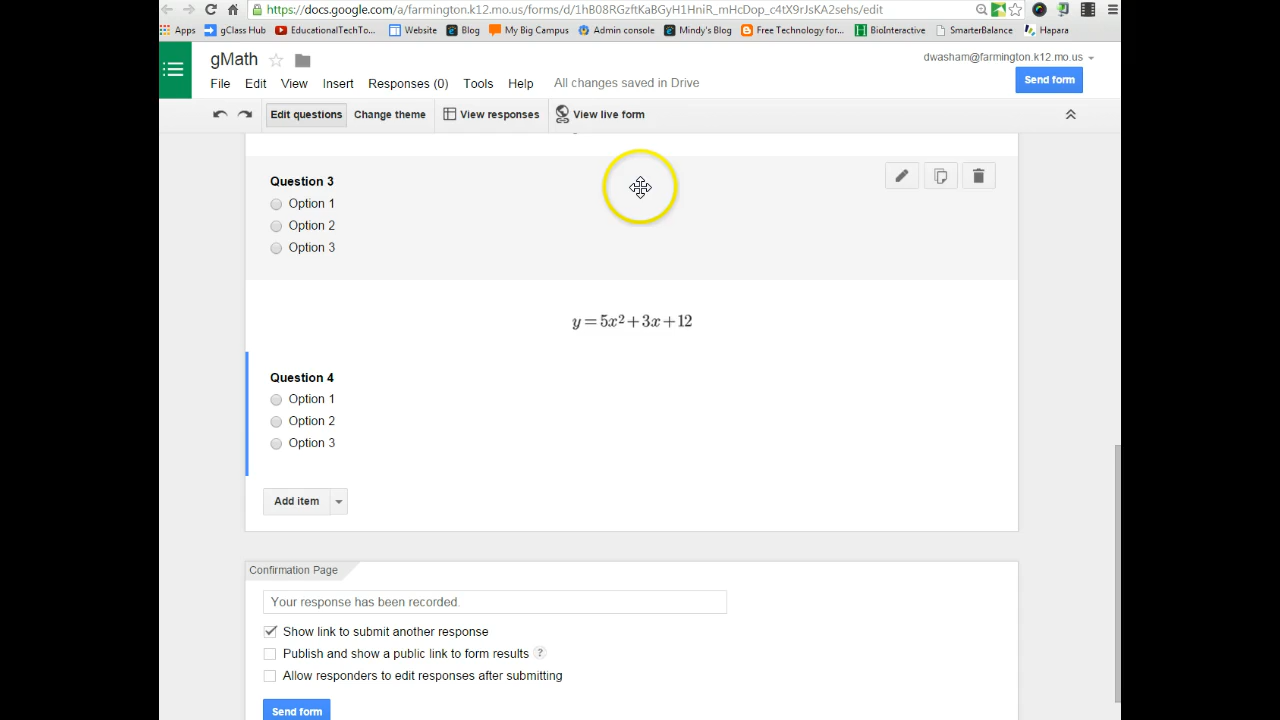 https://docs.google.com/a/farmington.k12.mo.us/forms/d/1hB08RGzftKaBGyH1HniR_mHcDop_c4tX9rJsKA2sehs/edit
Apps gClass Hub EducationalTechTo... Website Blog My Big Campus Admin console Mindy's Blog Free Technology for... BioInteractive SmarterBalance Hapara
gMath
dwasham@farmington.k12.mo.us
File Edit View Insert Responses (0) Tools Help All changes saved in Drive
Send form
Edit questions Change theme View responses View live form
Question 3
Option 1
Option 2
Option 3
y = 5x² + 3x + 12
Question 4
Option 1
Option 2
Option 3
Add item
Confirmation Page
Your response has been recorded.
Show link to submit another response
Publish and show a public link to form results ?
Allow responders to edit responses after submitting
Send form